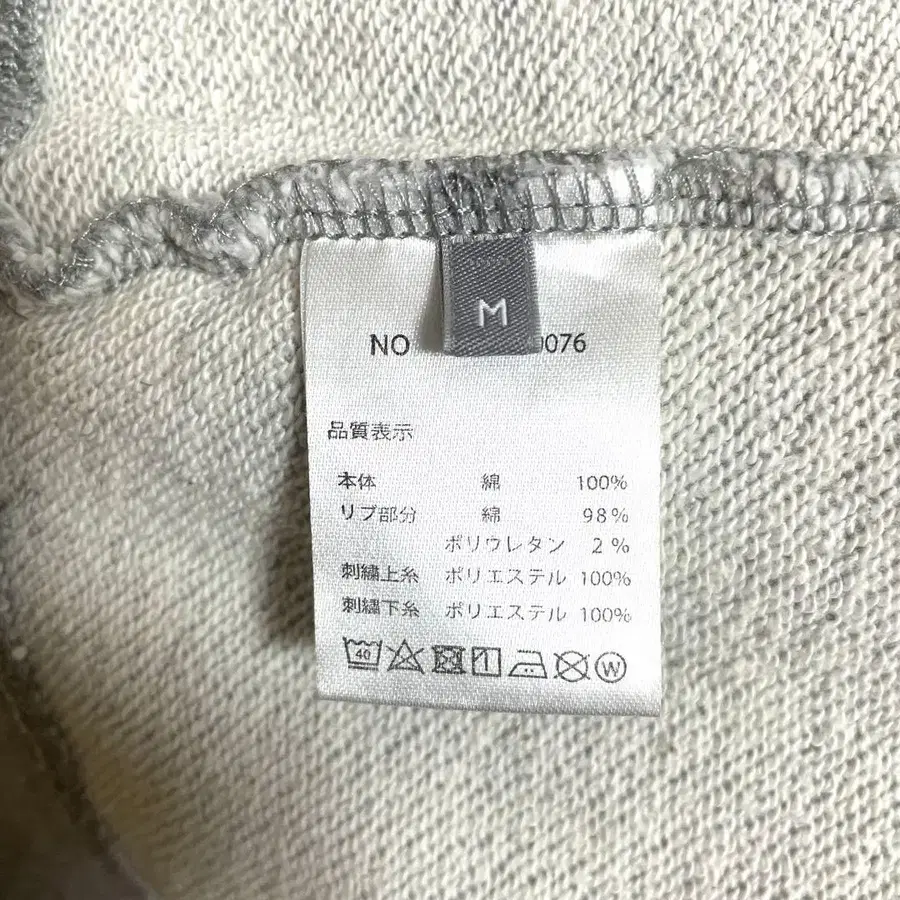 M
NO 0076
品質表示
本体 綿 100%
リブ部分 綿 98%
ポリウレタン 2%
刺繍上糸 ポリエステル 100%
刺繍下糸 ポリエステル 100%
40 W